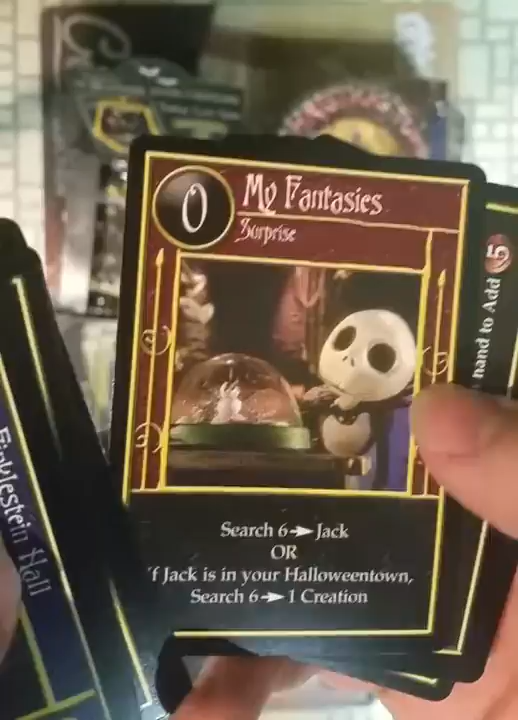 0
My Fantasies
Surprise
Search 6→ Jack
OR
If Jack is in your Halloweentown,
Search 6→ 1 Creation
hand to Add 5
Finklestein Hall